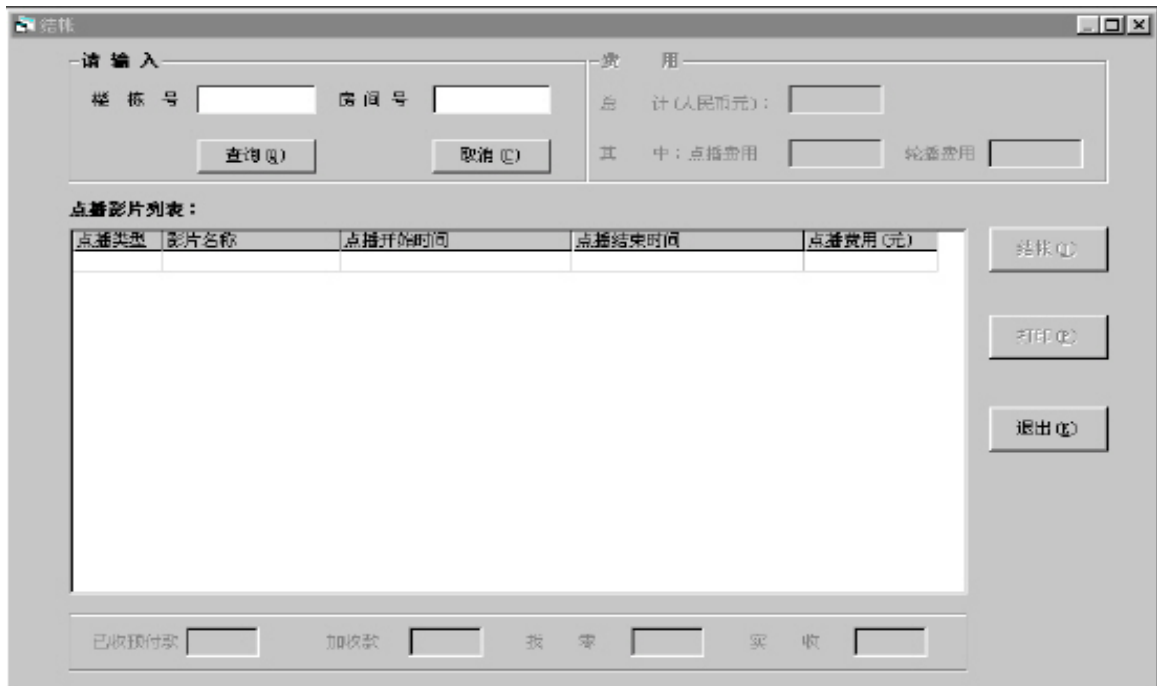 结帐
请 输 入
楼 栋 号 房 间 号
查询(R) 取消(C)
费 用
总 计(人民币元):
其 中:点播费用 轮播费用
点播影片列表:
点播类型 影片名称 点播开始时间 点播结束时间 点播费用(元)
结帐
打印(P)
退出
已收预付款 加收款 找 零 实 收